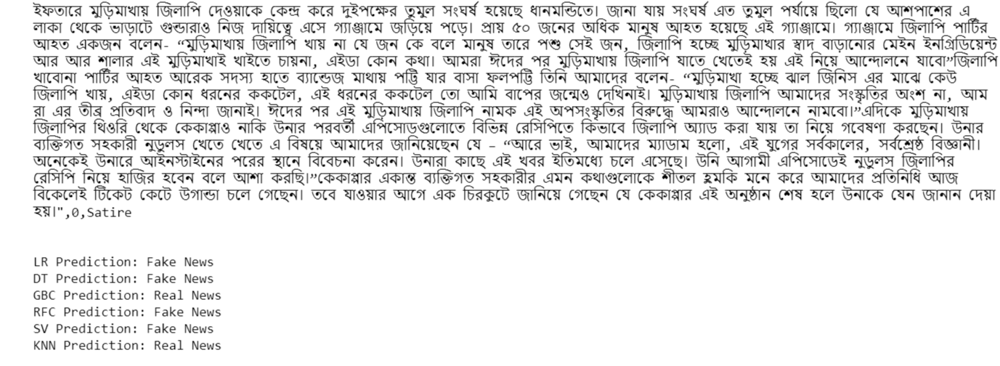 ইফতারে মুড়িমাখায় জিলাপি দেওয়াকে কেন্দ্র করে দুইপক্ষের তুমুল সংঘর্ষ হয়েছে ধানমন্ডিতে। জানা যায় সংঘর্ষ এত তুমুল পর্যায়ে ছিলো যে আশপাশের এ
লাকা থেকে ভাড়াটে গুন্ডারাও নিজ দায়িত্বে এসে গ্যাঞ্জামে জড়িয়ে পড়ে। প্রায় ৫০ জনের অধিক মানুষ আহত হয়েছে এই গ্যাঞ্জামে। গ্যাঞ্জামে জিলাপি পার্টির
আহত একজন বলেন- “মুড়িমাখায় জিলাপি খায় না যে জন কে বলে মানুষ তারে পশু সেই জন, জিলাপি হচ্ছে মুড়িমাখার স্বাদ বাড়ানোর মেইন ইনগ্রিডিয়েন্ট
আর আর শালার এই মুড়িমাখাই খাইতে চায়না, এইডা কোন কথা। আমরা ঈদের পর মুড়িমাখায় জিলাপি যাতে খেতেই হয় এই নিয়ে আন্দোলনে যাবো”জিলাপি
খাবোনা পার্টির আহত আরেক সদস্য হাতে ব্যান্ডেজ মাথায় পট্টি যার বাসা ফলপট্টি তিনি আমাদের বলেন- “মুড়িমাখা হচ্ছে ঝাল জিনিস এর মাঝে কেউ
জিলাপি খায়, এইডা কোন ধরনের ককটেল, এই ধরনের ককটেল তো আমি বাপের জন্মেও দেখিনাই। মুড়িমাখায় জিলাপি আমাদের সংস্কৃতির অংশ না, আম
রা এর তীব্র প্রতিবাদ ও নিন্দা জানাই। ঈদের পর এই মুড়িমাখায় জিলাপি নামক এই অপসংস্কৃতির বিরুদ্ধে আমরাও আন্দোলনে নামবো।”এদিকে মুড়িমাখায়
জিলাপির থিওরি থেকে কেকাপ্পাও নাকি উনার পরবর্তী এপিসোডগুলোতে বিভিন্ন রেসিপিতে কিভাবে জিলাপি অ্যাড করা যায় তা নিয়ে গবেষণা করছেন। উনার
ব্যক্তিগত সহকারী নুডুলস খেতে খেতে এ বিষয়ে আমাদের জানিয়েছেন যে – “আরে ভাই, আমাদের ম্যাডাম হলো, এই যুগের সর্বকালের, সর্বশ্রেষ্ঠ বিজ্ঞানী।
অনেকেই উনারে আইনস্টাইনের পরের স্থানে বিবেচনা করেন। উনারা কাছে এই খবর ইতিমধ্যে চলে এসেছে। উনি আগামী এপিসোডেই নুডুলস জিলাপির
রেসিপি নিয়ে হাজির হবেন বলে আশা করছি।”কেকাপ্পার একান্ত ব্যক্তিগত সহকারীর এমন কথাগুলোকে শীতল হুমকি মনে করে আমাদের প্রতিনিধি আজ
বিকেলেই টিকেট কেটে উগান্ডা চলে গেছেন। তবে যাওয়ার আগে এক চিরকুটে জানিয়ে গেছেন যে কেকাপ্পার এই অনুষ্ঠান শেষ হলে উনাকে যেন জানান দেয়া
হয়।",0,Satire
LR Prediction: Fake News
DT Prediction: Fake News
GBC Prediction: Real News
RFC Prediction: Fake News
SV Prediction: Fake News
KNN Prediction: Real News